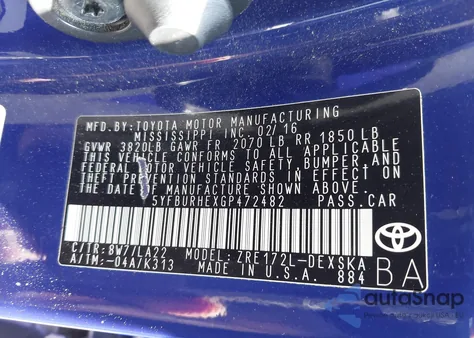 MFD.BY:TOYOTA MOTOR MANUFACTURING
MISSISSIPPI INC. 02/16
GVWR 3820LB GAWR FR 2070 LB RR 1850 LB
THIS VEHICLE CONFORMS TO ALL APPLICABLE
FEDERAL MOTOR VEHICLE SAFETY, BUMPER, AND
THEFT PREVENTION STANDARDS IN EFFECT ON
THE DATE OF MANUFACTURE SHOWN ABOVE.
5YFBURHEXGP472482 PASS.CAR
C/TR: 8W7/LA22 MODEL: ZRE172L-DEXSKA
A/TM:-04A/K313 MADE IN U.S.A. 884
BA
autoSnap